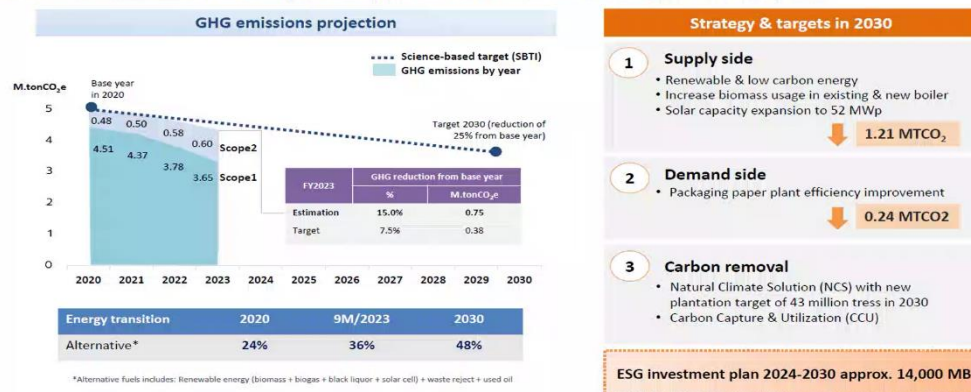 GHG emissions projection
Science-based target (SBTI)
GHG emissions by year
M.tonCO₂e
Base year
in 2020
5
4
3
2
1
0
0.48
0.50
0.58
0.60
Scope2
4.51
4.37
3.78
3.65
Scope1
Target 2030 (reduction of
25% from base year)
FY2023
GHG reduction from base year
%
M.tonCO₂e
Estimation 15.0% 0.75
Target 7.5% 0.38
2020 2021 2022 2023 2024 2025 2026 2027 2028 2029 2030
Energy transition 2020 9M/2023 2030
Alternative* 24% 36% 48%
*Alternative fuels includes: Renewable energy (biomass + biogas + black liquor + solar cell) + waste reject + used oil
Strategy & targets in 2030
1 Supply side
• Renewable & low carbon energy
• Increase biomass usage in existing & new boiler
• Solar capacity expansion to 52 MWp
1.21 MTCO₂
2 Demand side
• Packaging paper plant efficiency improvement
0.24 MTCO2
3 Carbon removal
• Natural Climate Solution (NCS) with new
plantation target of 43 million tress in 2030
• Carbon Capture & Utilization (CCU)
ESG investment plan 2024-2030 approx. 14,000 MB